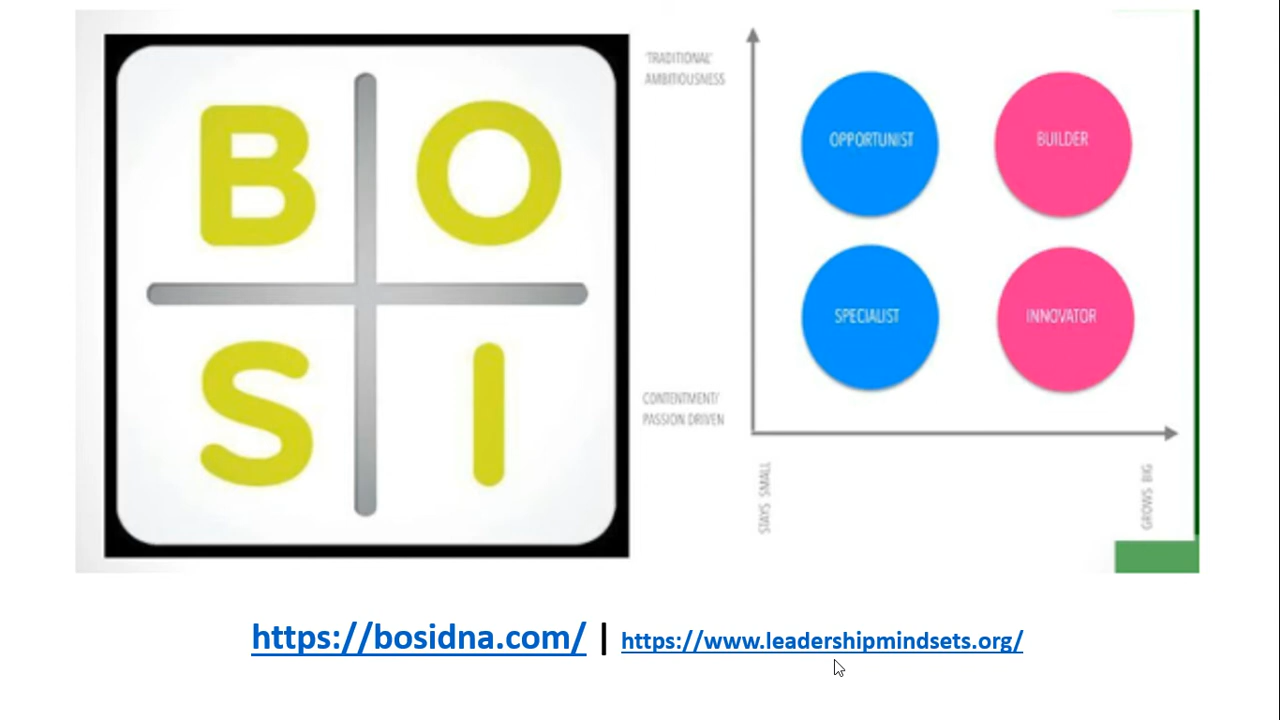 B O
S I
'TRADITIONAL'
AMBITIOUSNESS
OPPORTUNIST BUILDER
SPECIALIST INNOVATOR
CONTENTMENT/
PASSION DRIVEN
STAYS SMALL
GROWS BIG
https://bosidna.com/ | https://www.leadershipmindsets.org/